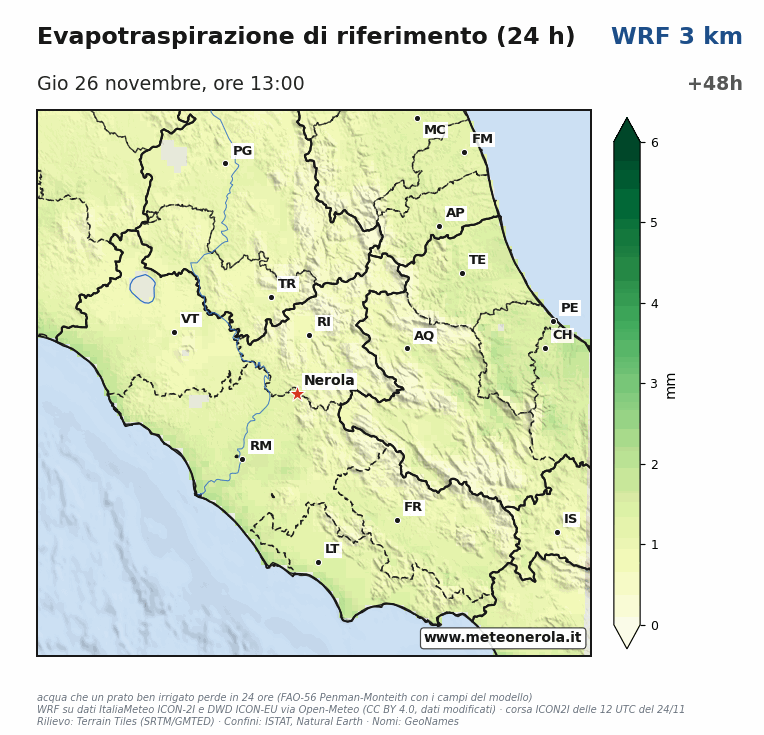 Evapotraspirazione di riferimento (24 h) WRF 3 km
Gio 26 novembre, ore 13:00 +48h
MC
FM
PG
AP
TE
TR
PE
VT
RI
AQ
CH
Nerola
RM
FR
IS
LT
www.meteonerola.it
6
5
4
3
2
1
0
mm
acqua che un prato ben irrigato perde in 24 ore (FAO-56 Penman-Monteith con i campi del modello)
WRF su dati ItaliaMeteo ICON-2I e DWD ICON-EU via Open-Meteo (CC BY 4.0, dati modificati) · corsa ICON2I delle 12 UTC del 24/11
Rilievo: Terrain Tiles (SRTM/GMTED) · Confini: ISTAT, Natural Earth · Nomi: GeoNames